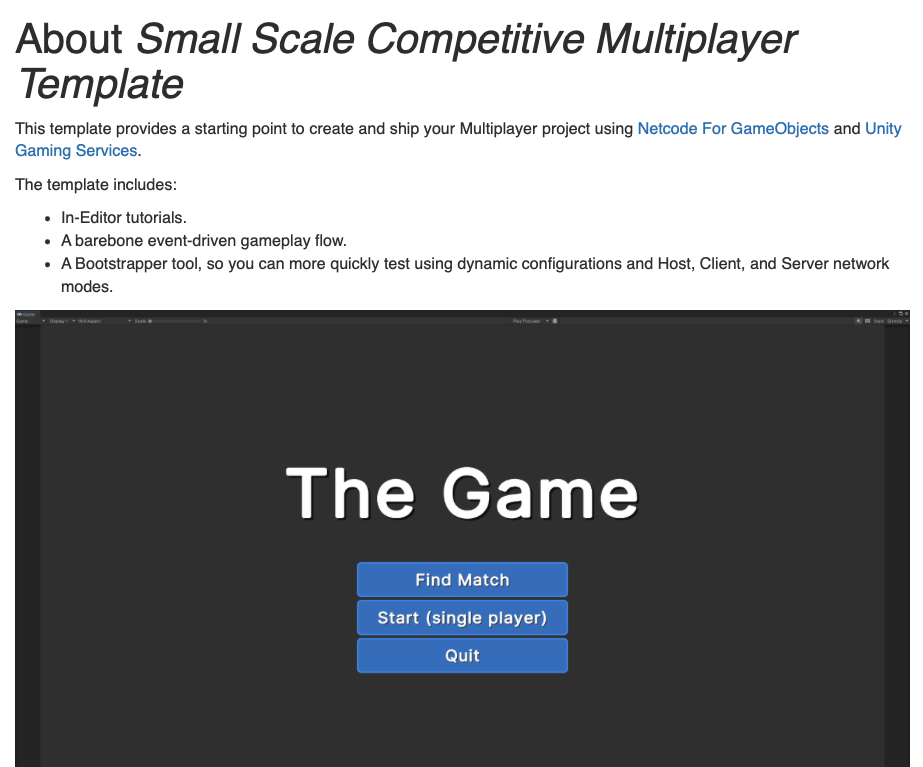 About Small Scale Competitive Multiplayer
Template
This template provides a starting point to create and ship your Multiplayer project using Netcode For GameObjects and Unity
Gaming Services.
The template includes:
• In-Editor tutorials.
• A barebone event-driven gameplay flow.
• A Bootstrapper tool, so you can more quickly test using dynamic configurations and Host, Client, and Server network
modes.
Game
Game Display 1 16:9 Aspect Scale Play Focused Stats Gizmos
The Game
Find Match
Start (single player)
Quit